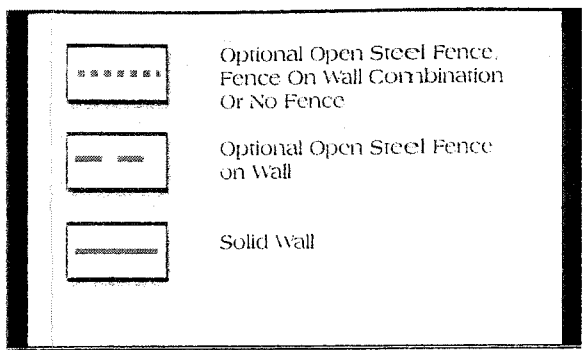 Optional Open Steel Fence,
Fence On Wall Combination
Or No Fence
Optional Open Steel Fence
on Wall
Solid Wall